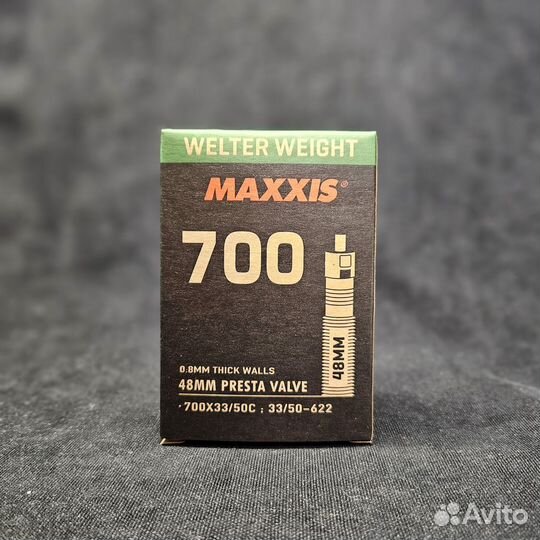 WELTER WEIGHT
MAXXIS®
700
48MM
0.8MM THICK WALLS
48MM PRESTA VALVE
·700X33/50C : 33/50-622
Avito